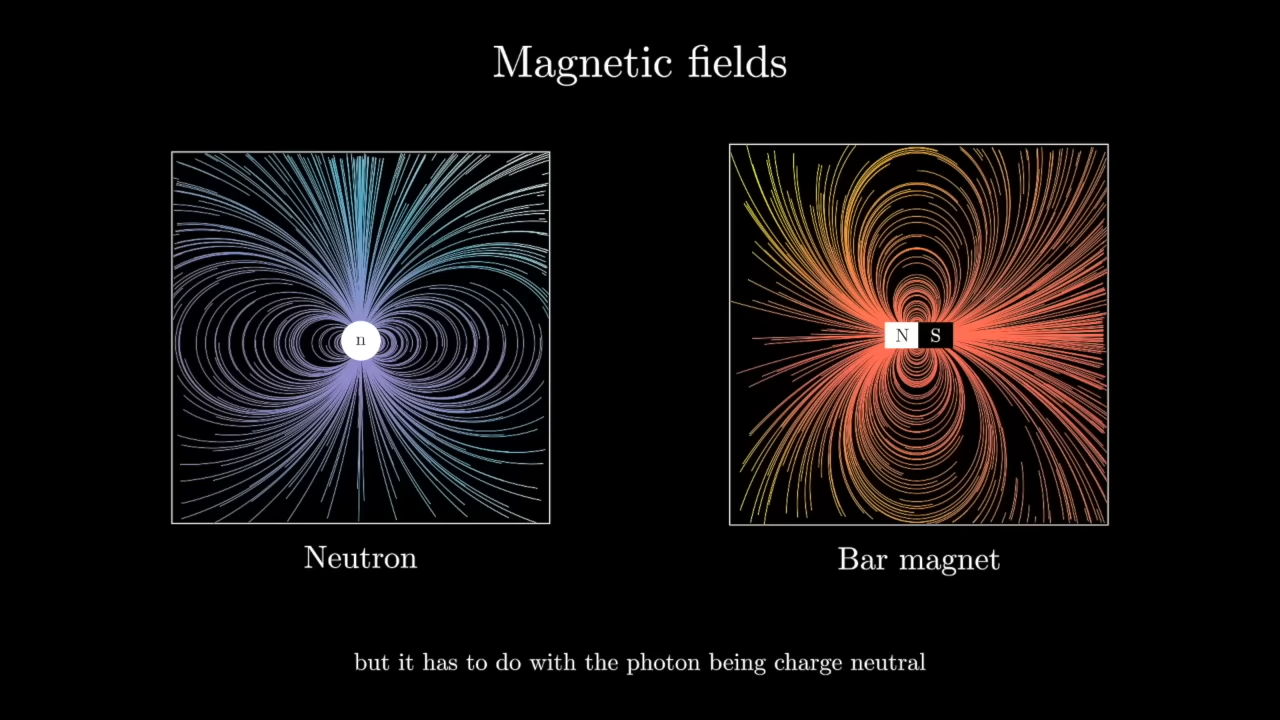 Magnetic fields
n
N S
Neutron
Bar magnet
but it has to do with the photon being charge neutral